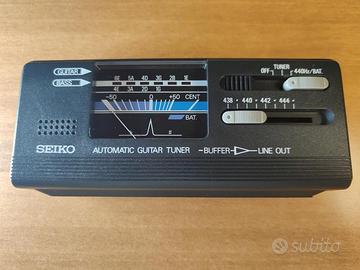 GUITAR
BASS
6E 5A 4D 3G 2B 1E
4E 3A 2D 1G
-50 0 +50 CENT
BAT.
TUNER
OFF 440Hz/BAT.
438 440 442 446
SEIKO
AUTOMATIC GUITAR TUNER
BUFFER LINE OUT
subito